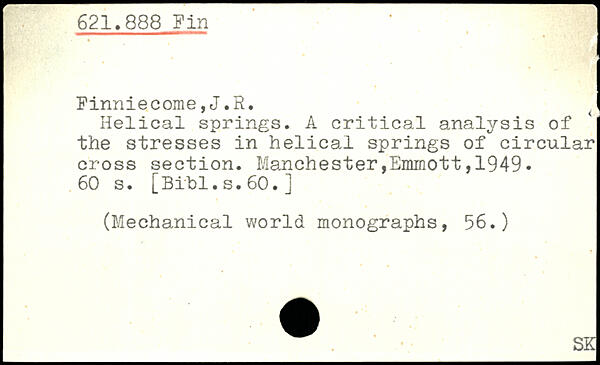 621.888 Fin
Finniecome,J.R.
Helical springs. A critical analysis of
the stresses in helical springs of circular
cross section. Manchester,Emmott,1949.
60 s. [Bibl.s.60.]
(Mechanical world monographs, 56.)
SK